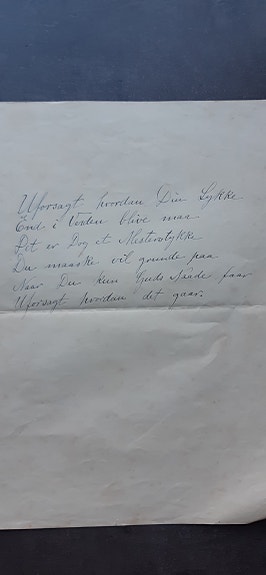 Uforsagt hvordan Din Lykke
End i Verden blive maa
Det er Dog et Mesterstykke
Du maaske vil grunde paa
Naar Du kun Guds Naade faar
Uforsagt hvordan det gaar.